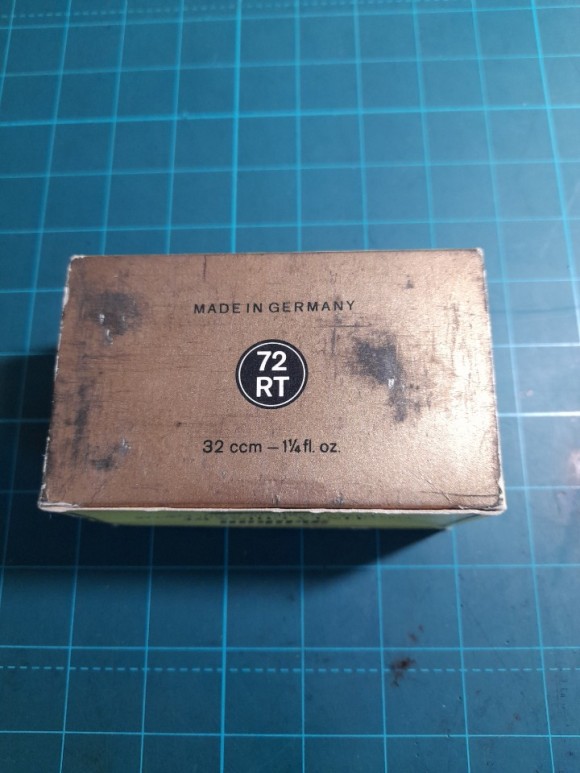 MADE IN GERMANY
72
RT
32 ccm — 1¼ fl. oz.